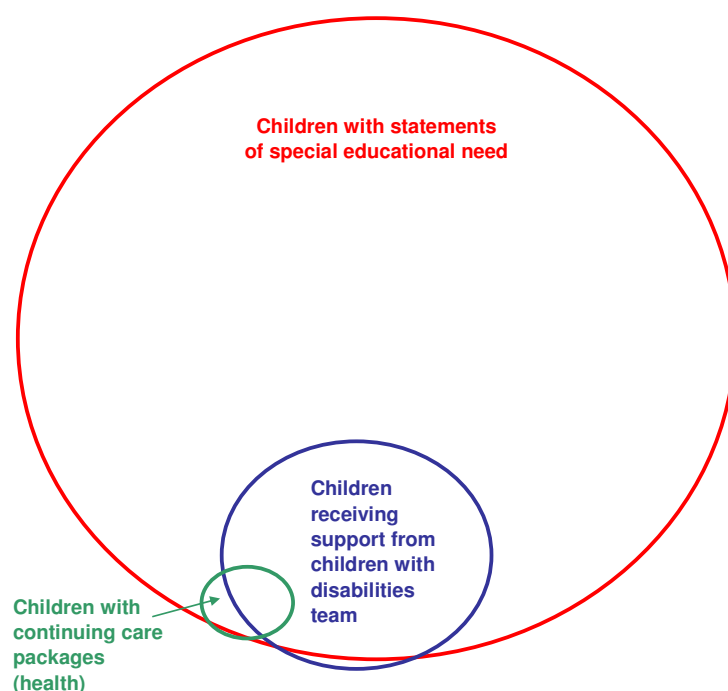 Children with statements
of special educational need
Children
receiving
support from
children with
disabilities
team
Children with
continuing care
packages
(health)